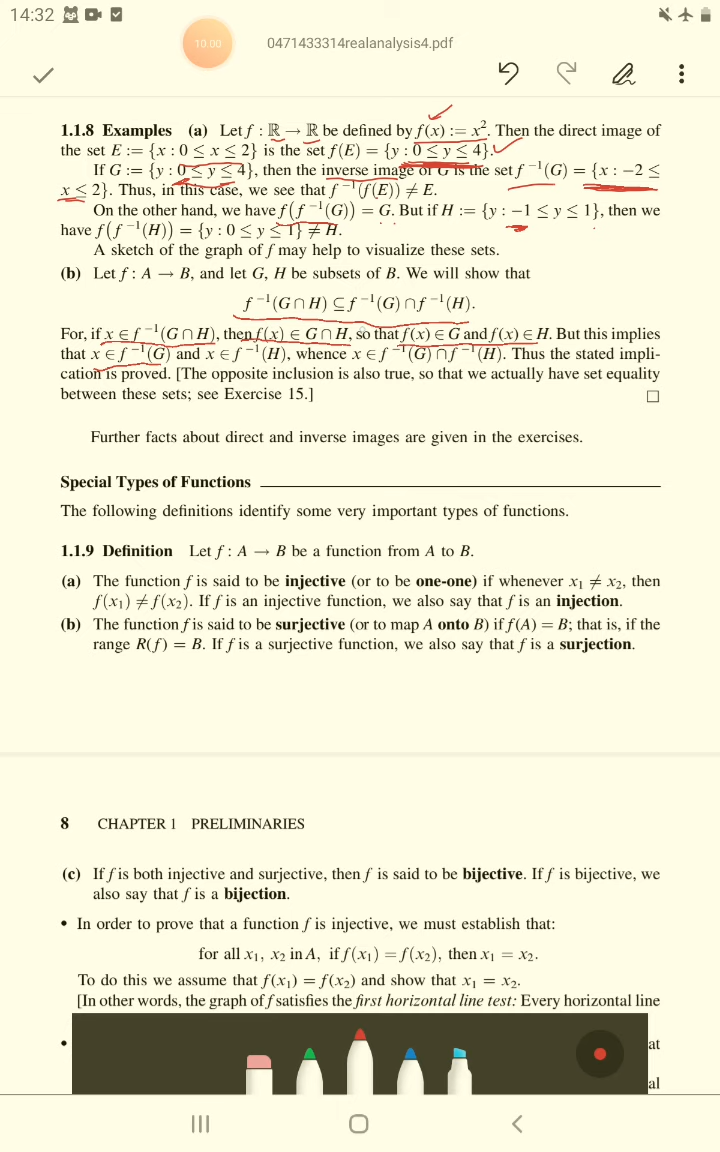 14:32
10.00
0471433314realanalysis4.pdf
1.1.8 Examples (a) Let f : ℝ → ℝ be defined by f(x) := x². Then the direct image of
the set E := {x : 0 ≤ x ≤ 2} is the set f(E) = {y : 0 ≤ y ≤ 4}.
If G := {y : 0 ≤ y ≤ 4}, then the inverse image of G is the set f⁻¹(G) = {x : −2 ≤
x ≤ 2}. Thus, in this case, we see that f⁻¹(f(E)) ≠ E.
On the other hand, we have f(f⁻¹(G)) = G. But if H := {y : −1 ≤ y ≤ 1}, then we
have f(f⁻¹(H)) = {y : 0 ≤ y ≤ 1} ≠ H.
A sketch of the graph of f may help to visualize these sets.
(b) Let f : A → B, and let G, H be subsets of B. We will show that
f⁻¹(G ∩ H) ⊆ f⁻¹(G) ∩ f⁻¹(H).
For, if x ∈ f⁻¹(G ∩ H), then f(x) ∈ G ∩ H, so that f(x) ∈ G and f(x) ∈ H. But this implies
that x ∈ f⁻¹(G) and x ∈ f⁻¹(H), whence x ∈ f⁻¹(G) ∩ f⁻¹(H). Thus the stated impli-
cation is proved. [The opposite inclusion is also true, so that we actually have set equality
between these sets; see Exercise 15.] □
Further facts about direct and inverse images are given in the exercises.
Special Types of Functions
The following definitions identify some very important types of functions.
1.1.9 Definition Let f : A → B be a function from A to B.
(a) The function f is said to be injective (or to be one-one) if whenever x₁ ≠ x₂, then
f(x₁) ≠ f(x₂). If f is an injective function, we also say that f is an injection.
(b) The function f is said to be surjective (or to map A onto B) if f(A) = B; that is, if the
range R(f) = B. If f is a surjective function, we also say that f is a surjection.
8 CHAPTER 1 PRELIMINARIES
(c) If f is both injective and surjective, then f is said to be bijective. If f is bijective, we
also say that f is a bijection.
• In order to prove that a function f is injective, we must establish that:
for all x₁, x₂ in A, if f(x₁) = f(x₂), then x₁ = x₂.
To do this we assume that f(x₁) = f(x₂) and show that x₁ = x₂.
[In other words, the graph of f satisfies the first horizontal line test: Every horizontal line
• at
al